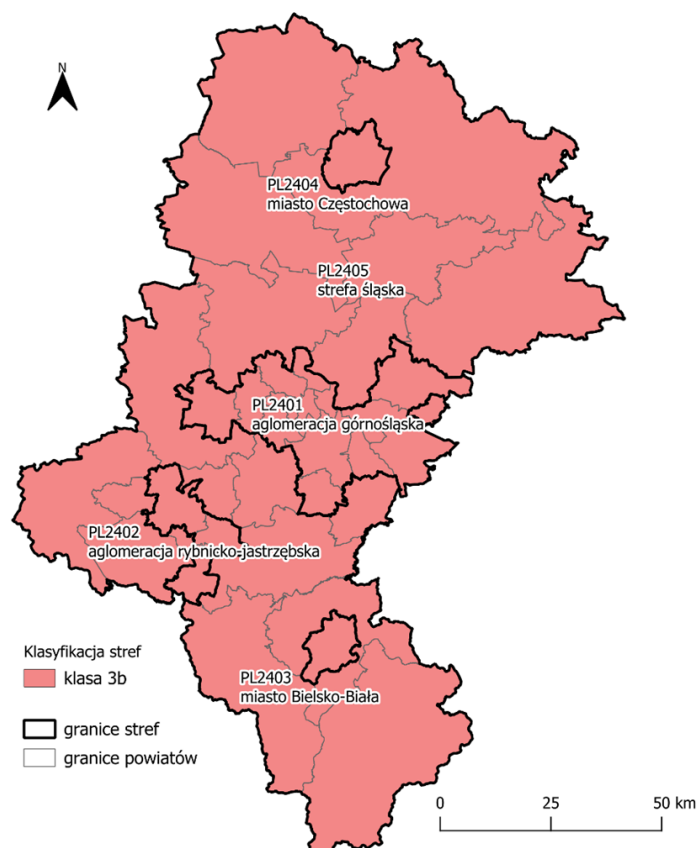 N
PL2404
miasto Częstochowa
PL2405
strefa śląska
PL2401
aglomeracja górnośląska
PL2402
aglomeracja rybnicko-jastrzębska
PL2403
miasto Bielsko-Biała
Klasyfikacja stref
klasa 3b
granice stref
granice powiatów
0 25 50 km